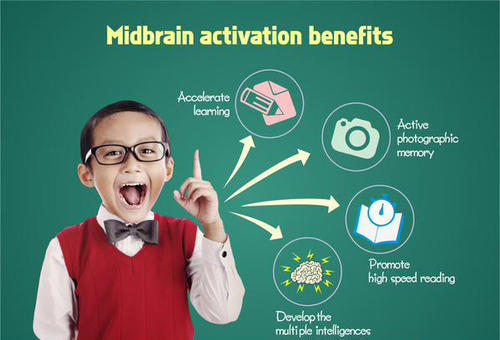 Midbrain activation benefits
Accelerate
learning
Active
photographic
memory
Promote
high speed reading
Develop the
multiple intelligences